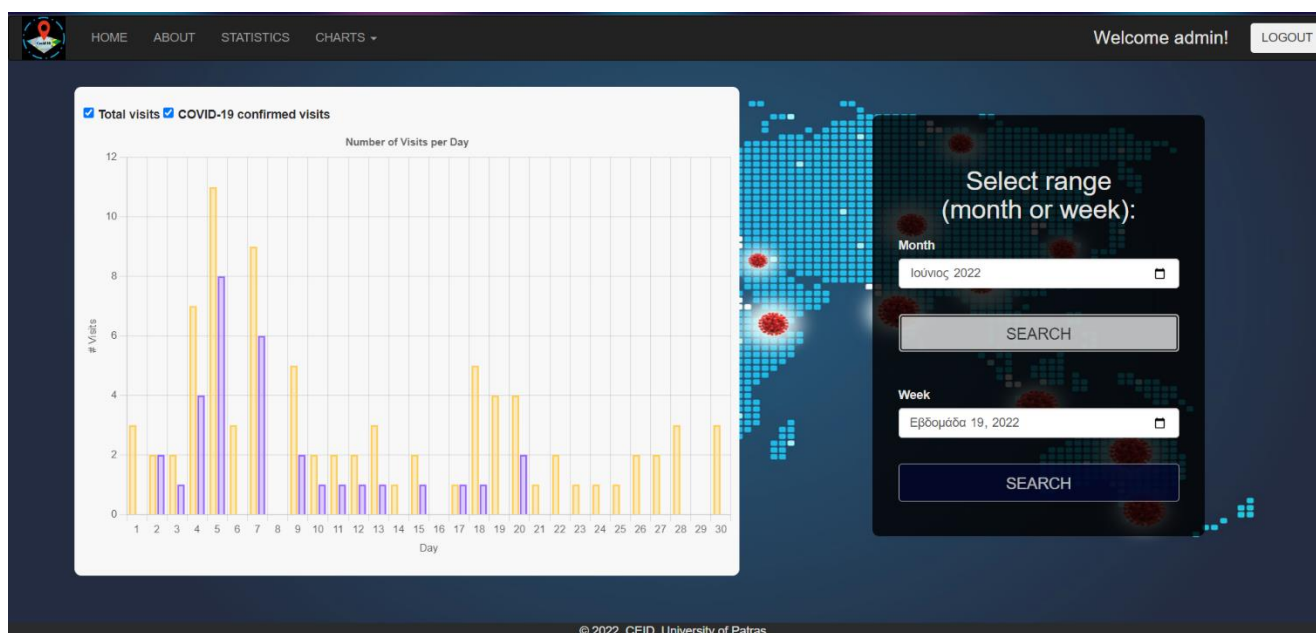 HOME ABOUT STATISTICS CHARTS
Welcome admin! LOGOUT
Total visits COVID-19 confirmed visits
Number of Visits per Day
12
10
8
6
4
2
0
# Visits
1 2 3 4 5 6 7 8 9 10 11 12 13 14 15 16 17 18 19 20 21 22 23 24 25 26 27 28 29 30
Day
Select range
(month or week):
Month
Ιούνιος 2022
SEARCH
Week
Εβδομάδα 19, 2022
SEARCH
© 2022, CEID, University of Patras